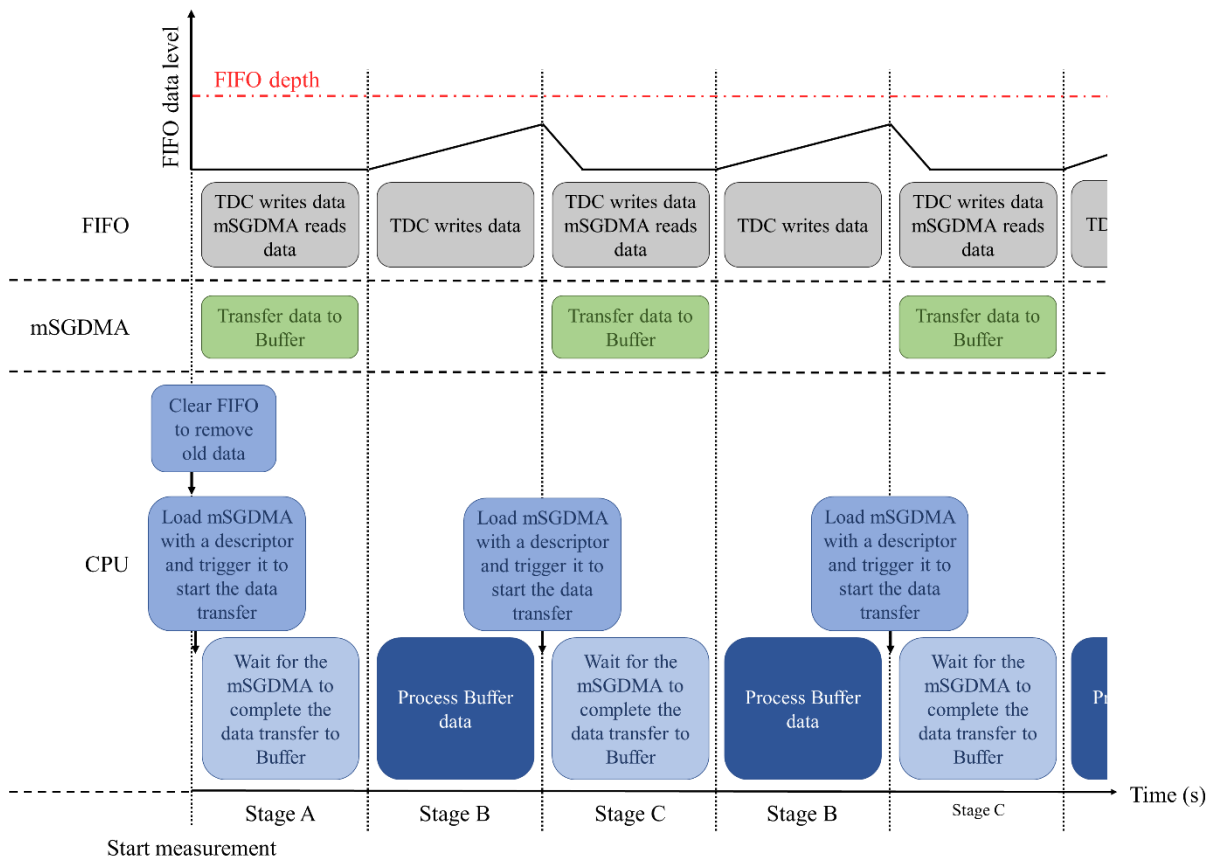 FIFO data level
FIFO depth
FIFO
TDC writes data
mSGDMA reads
data
TDC writes data
TDC writes data
mSGDMA reads
data
TDC writes data
TDC writes data
mSGDMA reads
data
TDC
mSGDMA
Transfer data to
Buffer
Transfer data to
Buffer
Transfer data to
Buffer
CPU
Clear FIFO
to remove
old data
Load mSGDMA
with a descriptor
and trigger it to
start the data
transfer
Load mSGDMA
with a descriptor
and trigger it to
start the data
transfer
Load mSGDMA
with a descriptor
and trigger it to
start the data
transfer
Wait for the
mSGDMA to
complete the
data transfer to
Buffer
Process Buffer
data
Wait for the
mSGDMA to
complete the
data transfer to
Buffer
Process Buffer
data
Wait for the
mSGDMA to
complete the
data transfer to
Buffer
Pr
Time (s)
Stage A
Stage B
Stage C
Stage B
Stage C
Start measurement